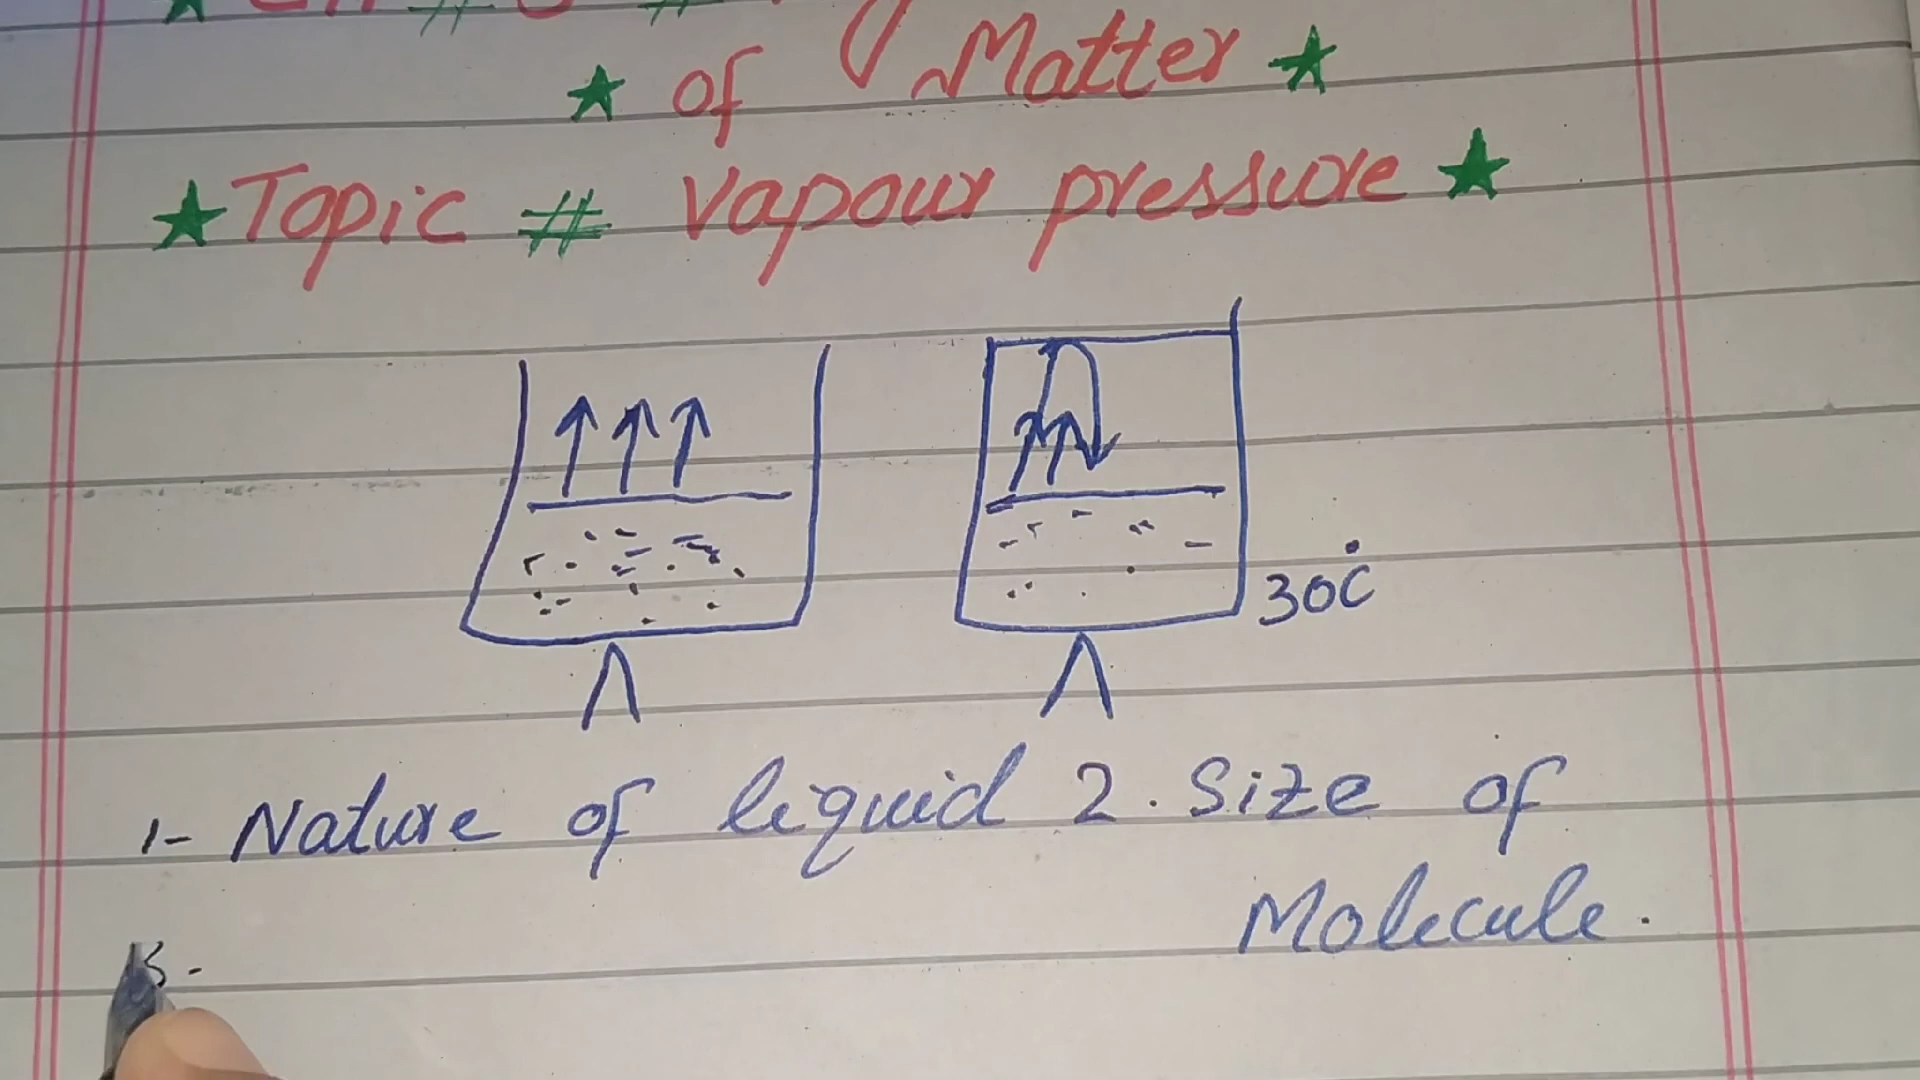 of Matter
Topic # Vapour pressure
30°C
1- Nature of liquid 2. Size of
Molecule.
3-